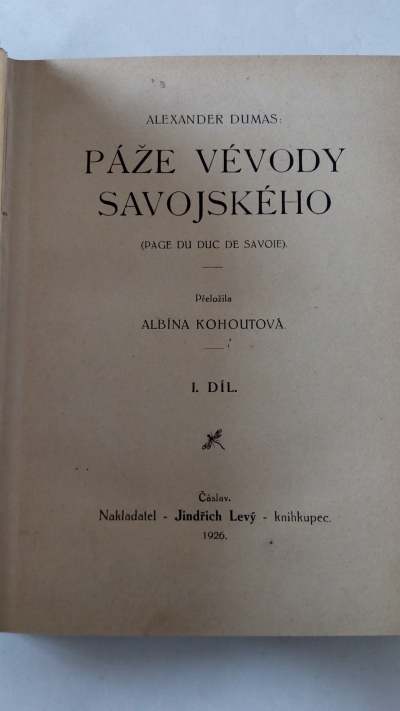 ALEXANDER DUMAS:
PÁŽE VÉVODY
SAVOJSKÉHO
(PAGE DU DUC DE SAVOIE).
Přeložila
ALBÍNA KOHOUTOVÁ.
I. DÍL.
Čáslav.
Nakladatel - Jindřich Levý - knihkupec.
1926.